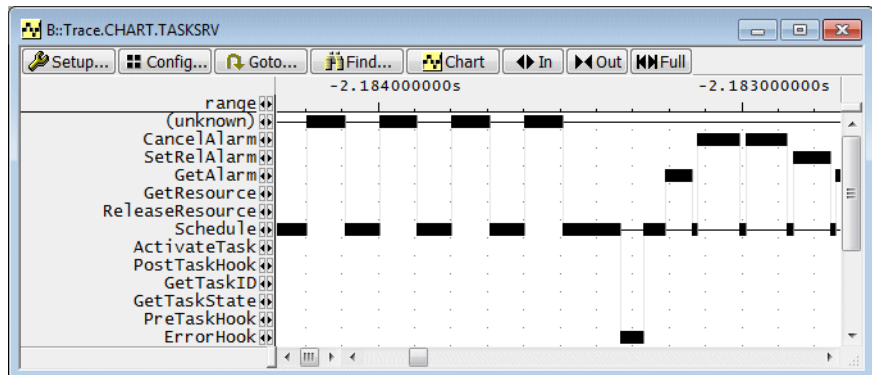 B::Trace.CHART.TASKSRV
Setup... Config... Goto... Find... Chart In Out Full
-2.184000000s -2.183000000s
range
(unknown)
CancelAlarm
SetRelAlarm
GetAlarm
GetResource
ReleaseResource
Schedule
ActivateTask
PostTaskHook
GetTaskID
GetTaskState
PreTaskHook
ErrorHook